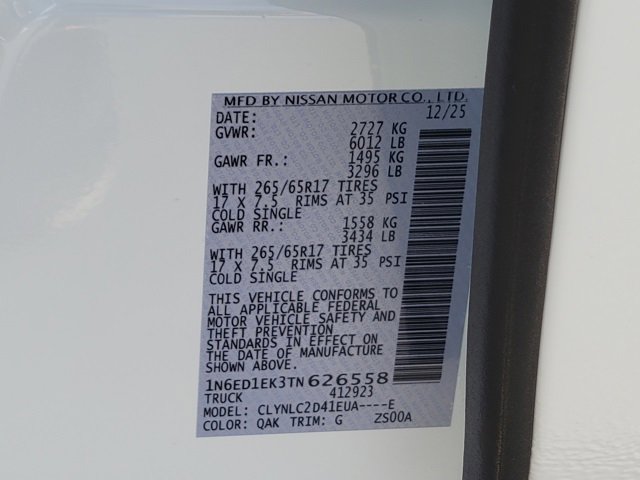 MFD BY NISSAN MOTOR CO., LTD.
DATE: 12/25
GVWR: 2727 KG
6012 LB
GAWR FR.: 1495 KG
3296 LB
WITH 265/65R17 TIRES
17 X 7.5 RIMS AT 35 PSI
COLD SINGLE
GAWR RR.: 1558 KG
3434 LB
WITH 265/65R17 TIRES
17 X 7.5 RIMS AT 35 PSI
COLD SINGLE
THIS VEHICLE CONFORMS TO
ALL APPLICABLE FEDERAL
MOTOR VEHICLE SAFETY AND
THEFT PREVENTION
STANDARDS IN EFFECT ON
THE DATE OF MANUFACTURE
SHOWN ABOVE.
1N6ED1EK3TN626558
TRUCK 412923
MODEL: CLYNLC2D41EUA----E
COLOR: QAK TRIM: G ZS00A